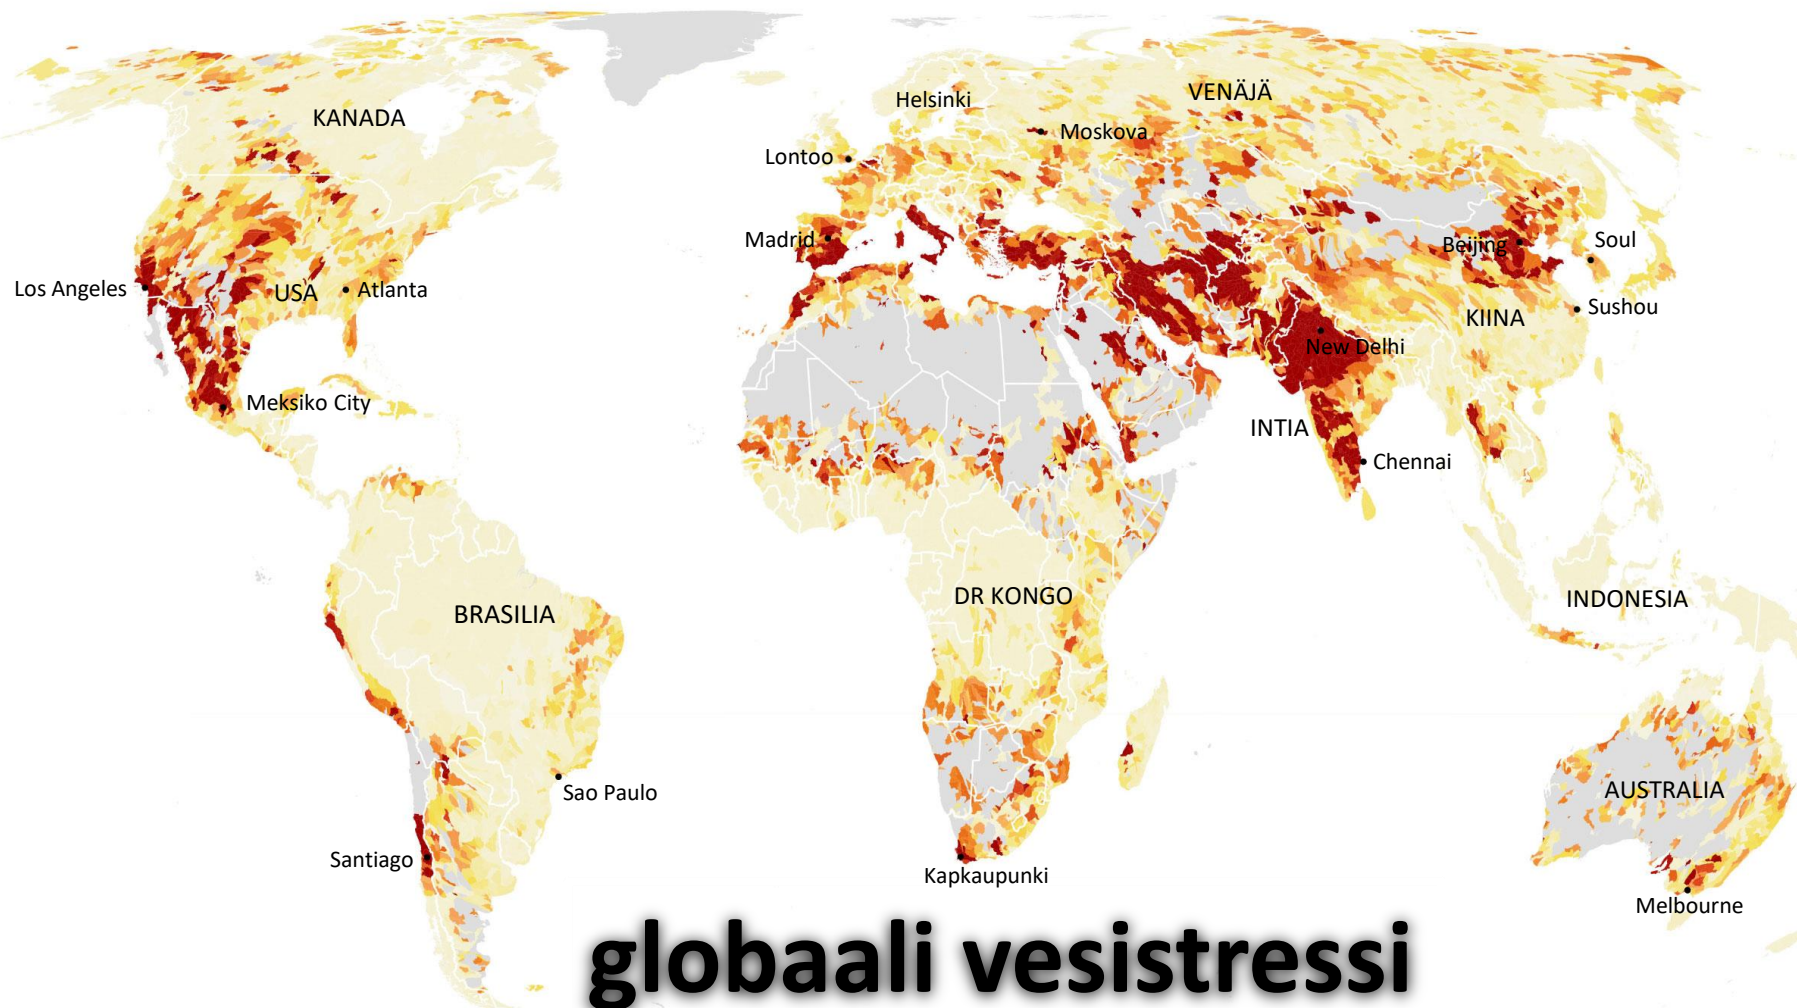 KANADA
Helsinki
VENÄJÄ
Moskova
Lontoo
Madrid
Beijing
Soul
Los Angeles
USA
Atlanta
Sushou
KIINA
New Delhi
Meksiko City
INTIA
Chennai
DR KONGO
INDONESIA
BRASILIA
Sao Paulo
AUSTRALIA
Santiago
Kapkaupunki
Melbourne
globaali vesistressi